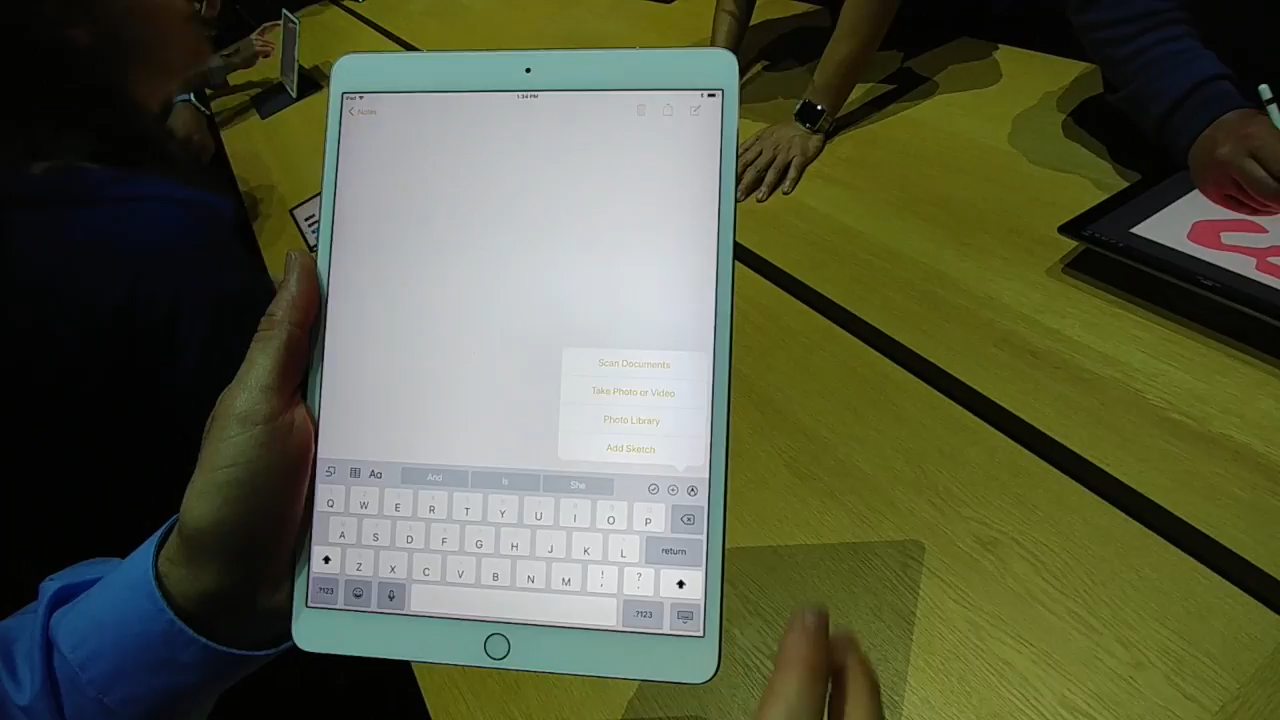 iPad 1:34 PM
Notes
Scan Documents
Take Photo or Video
Photo Library
Add Sketch
Aa And Is She
Q W E R T Y U I O P
A S D F G H J K L return
Z X C V B N M ! , ? .
.?123 .?123